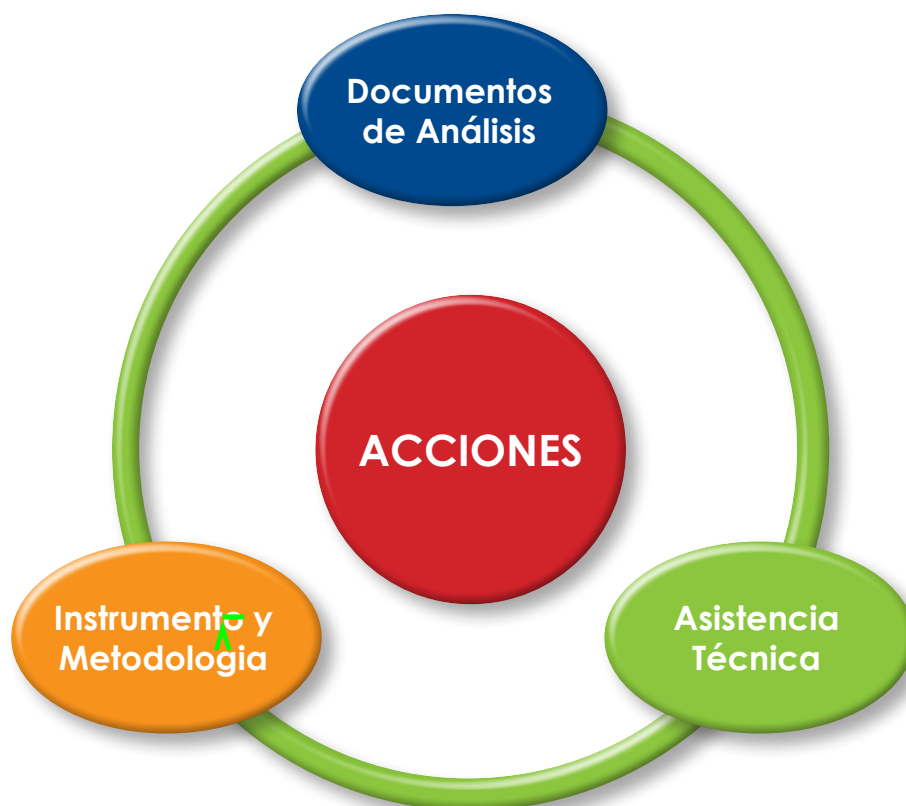 Documentos
de Análisis
ACCIONES
Instrumento y
Metodologia
Asistencia
Técnica